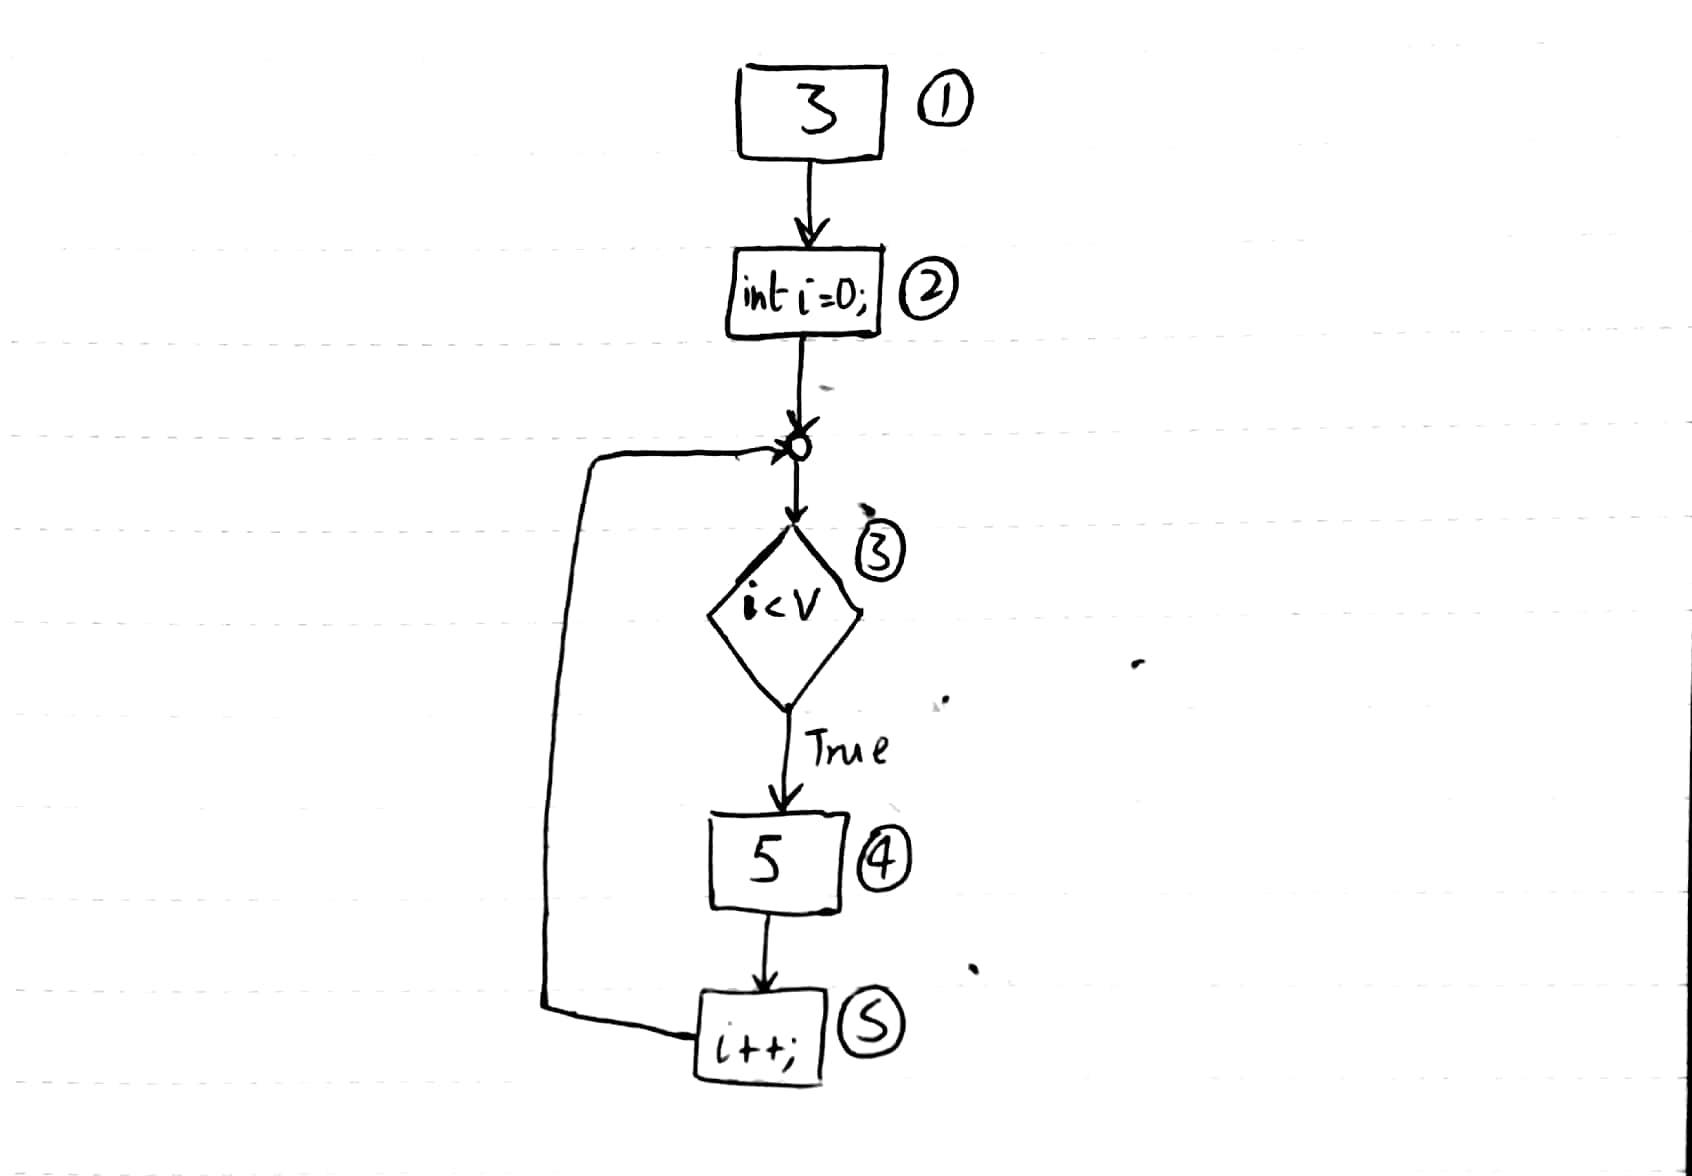 3 ①
int i=0; ②
③
i<V
True
5 ④
i++; ⑤